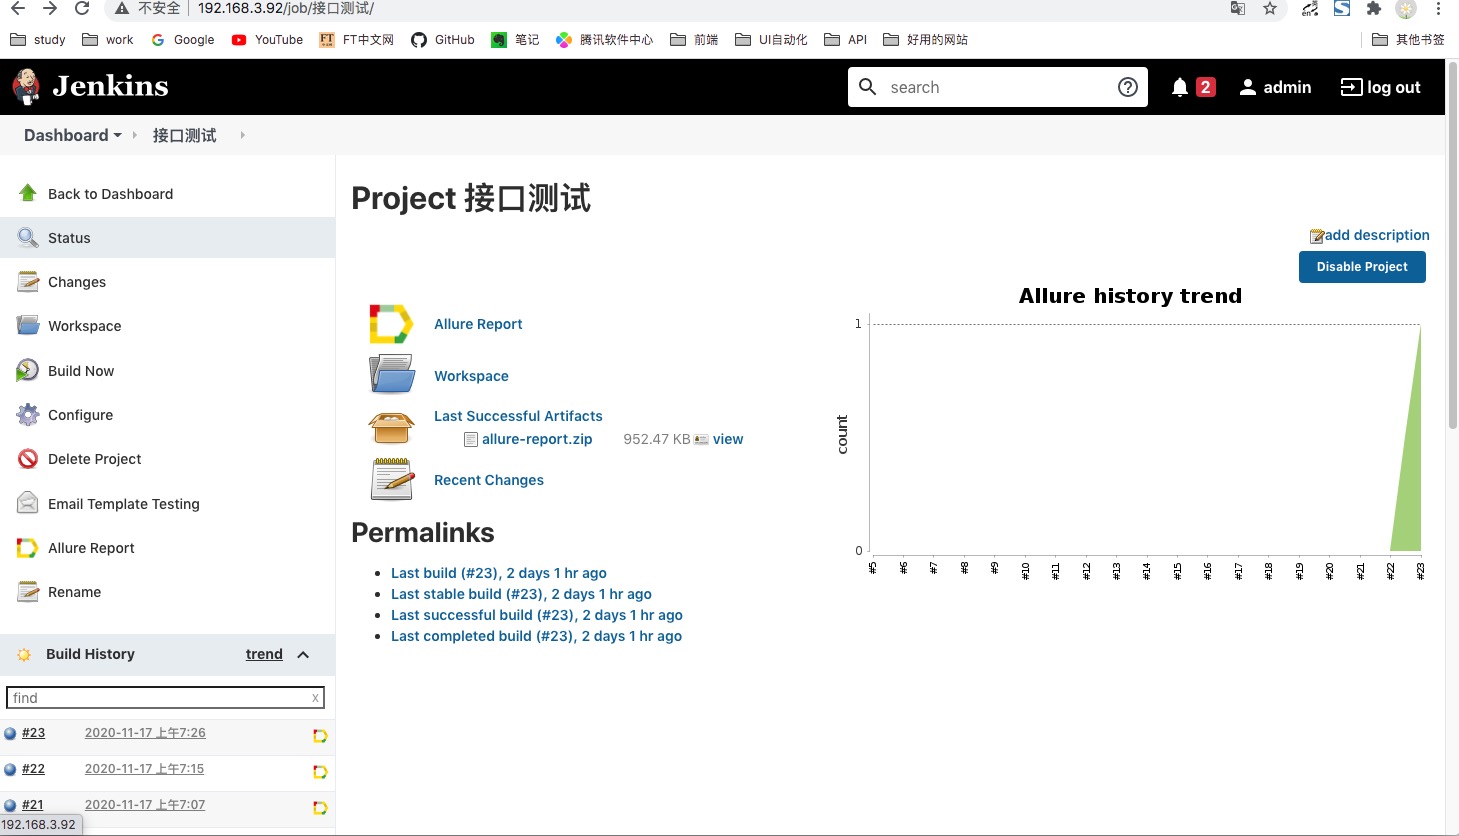 不安全 192.168.3.92/job/接口测试/
study work Google YouTube FT中文网 GitHub 笔记 腾讯软件中心 前端 UI自动化 API 好用的网站 其他书签
Jenkins search 2 admin log out
Dashboard 接口测试
Back to Dashboard
Status
Changes
Workspace
Build Now
Configure
Delete Project
Email Template Testing
Allure Report
Rename
Build History trend
find x
#23 2020-11-17 上午7:26
#22 2020-11-17 上午7:15
#21 2020-11-17 上午7:07
192.168.3.92
Project 接口测试
add description
Disable Project
Allure Report
Workspace
Last Successful Artifacts
allure-report.zip 952.47 KB view
Recent Changes
Permalinks
Last build (#23), 2 days 1 hr ago
Last stable build (#23), 2 days 1 hr ago
Last successful build (#23), 2 days 1 hr ago
Last completed build (#23), 2 days 1 hr ago
Allure history trend
1
count
0
#5 #6 #7 #8 #9 #10 #11 #12 #13 #14 #15 #16 #17 #18 #19 #20 #21 #22 #23